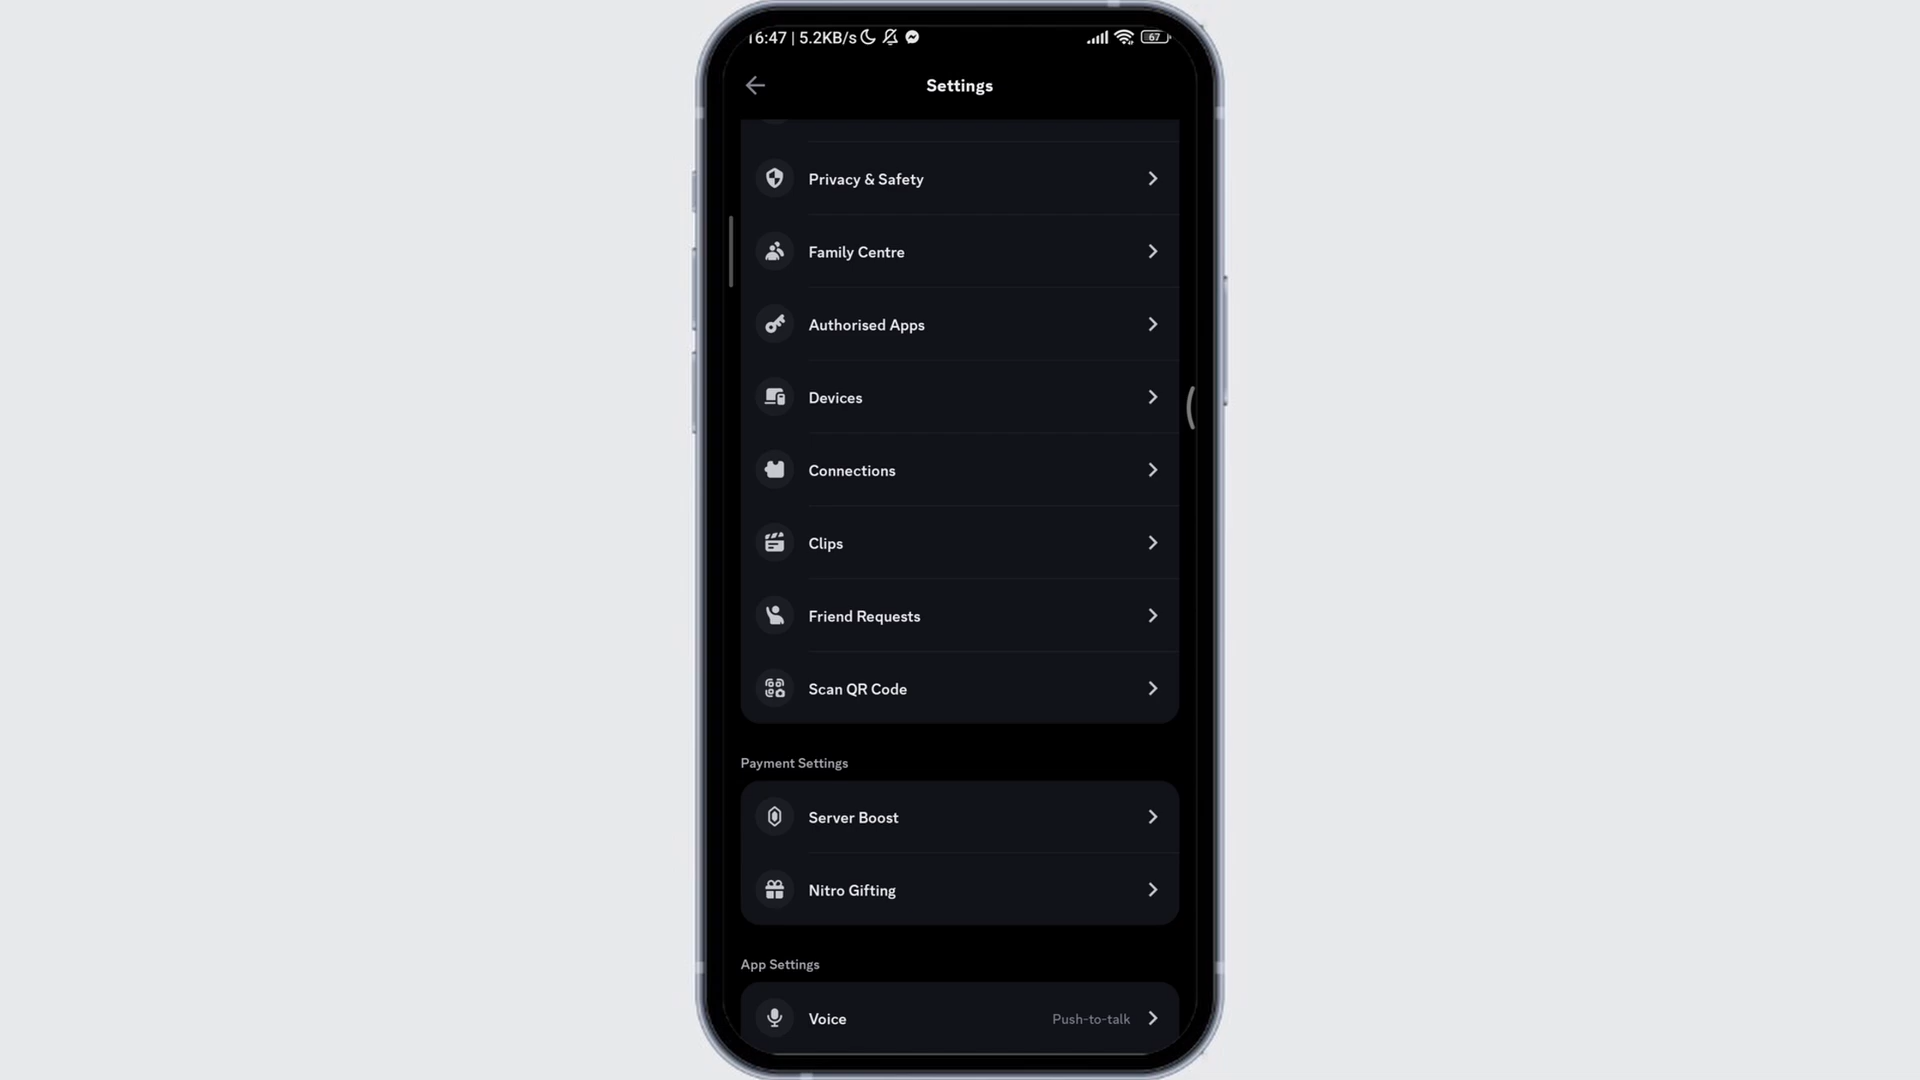 16:47 | 5.2KB/s
67
Settings
Privacy & Safety
Family Centre
Authorised Apps
Devices
Connections
Clips
Friend Requests
Scan QR Code
Payment Settings
Server Boost
Nitro Gifting
App Settings
Voice Push-to-talk